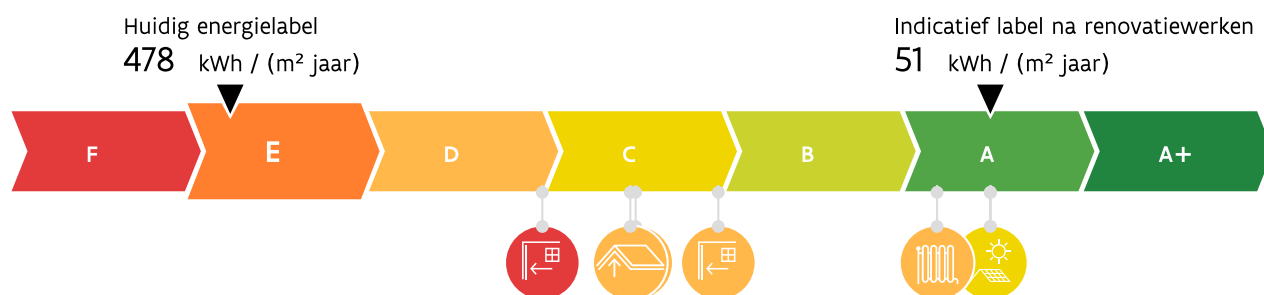 Huidig energielabel
478 kWh / (m² jaar)
Indicatief label na renovatiewerken
51 kWh / (m² jaar)
F E D C B A A+